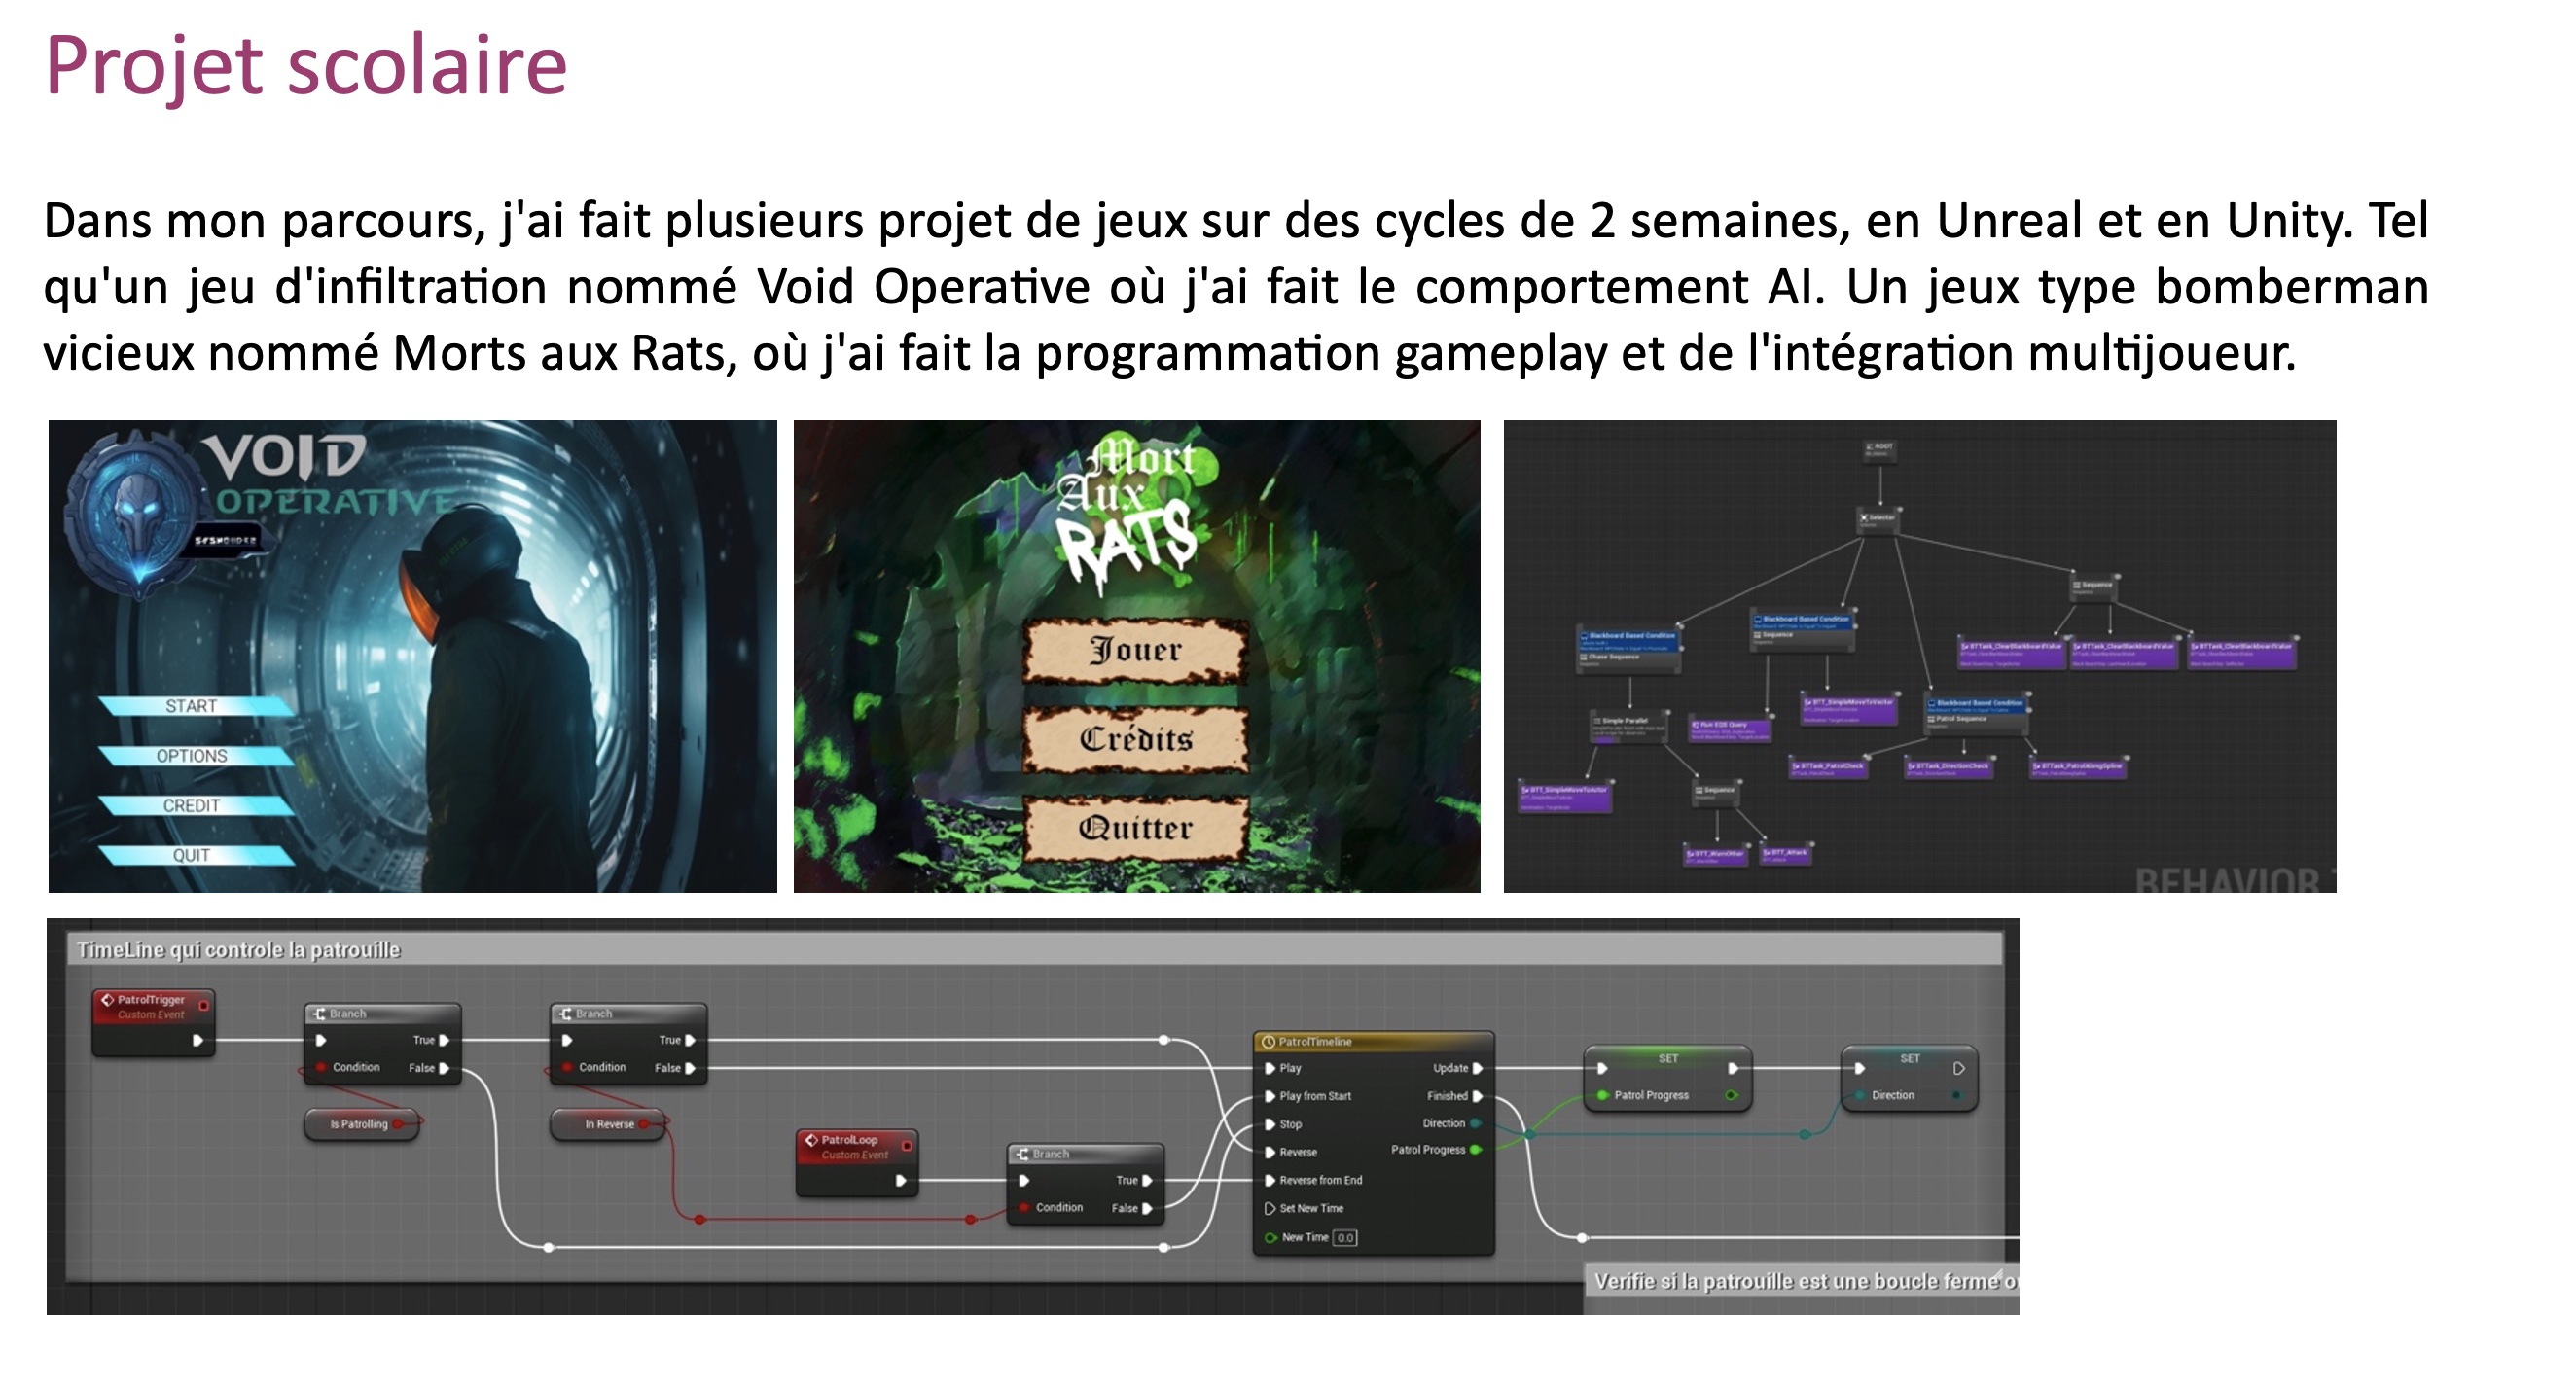 Projet scolaire
Dans mon parcours, j'ai fait plusieurs projet de jeux sur des cycles de 2 semaines, en Unreal et en Unity. Tel
qu'un jeu d'infiltration nommé Void Operative où j'ai fait le comportement AI. Un jeux type bomberman
vicieux nommé Morts aux Rats, où j'ai fait la programmation gameplay et de l'intégration multijoueur.
VOID
OPERATIVE
START
OPTIONS
CREDIT
QUIT
Mort
Aux
RATS
Jouer
Crédits
Quitter
ROOT
Selector
Sequence
Blackboard Based Condition
Chase Sequence
Blackboard Based Condition
Sequence
BTTask_ClearBlackboardValue
BTTask_ClearBlackboardValue
BTTask_ClearBlackboardValue
Simple Parallel
Run EQS Query
BTT_SimpleMoveToVector
Blackboard Based Condition
Patrol Sequence
BTTask_PatrolCheck
BTTask_DirectionCheck
BTTask_PatrolAlongSpline
BTT_SimpleMoveToActor
Sequence
BTT_WarnOther
BTT_Attack
BEHAVIOR
TimeLine qui controle la patrouille
PatrolTrigger
Custom Event
Branch
True
Condition
False
Is Patrolling
Branch
True
Condition
False
In Reverse
PatrolLoop
Custom Event
Branch
True
Condition
False
PatrolTimeline
Play
Update
Play from Start
Finished
Stop
Direction
Reverse
Patrol Progress
Reverse from End
Set New Time
New Time 0.0
SET
Patrol Progress
SET
Direction
Verifie si la patrouille est une boucle ferme